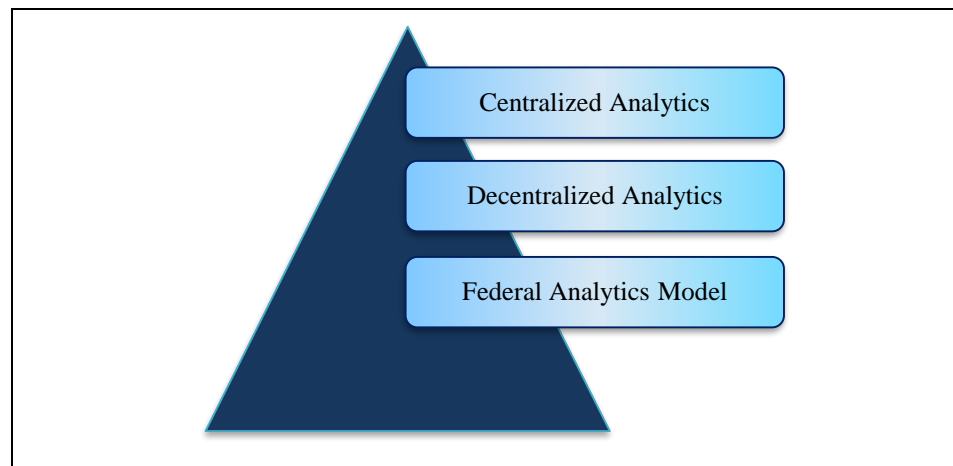 Centralized Analytics
Decentralized Analytics
Federal Analytics Model